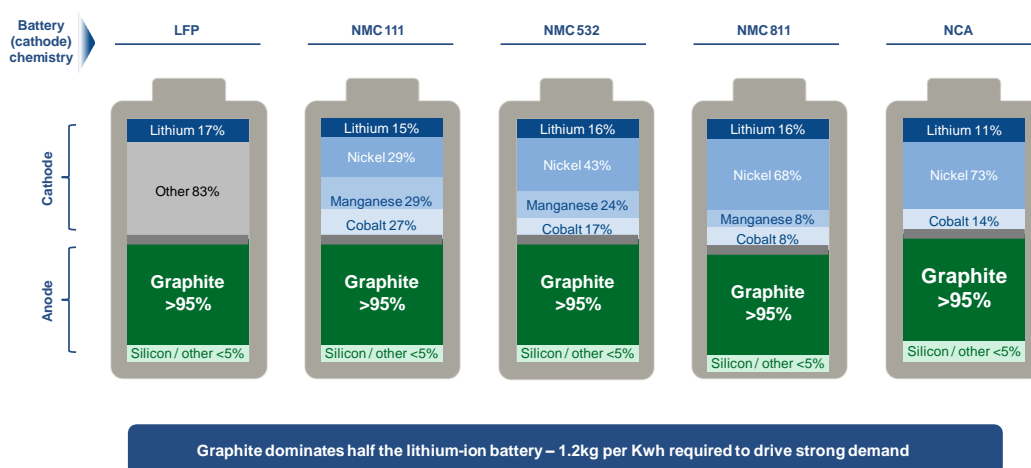 Battery
(cathode)
chemistry
LFP
NMC 111
NMC 532
NMC 811
NCA
Cathode
Anode
Lithium 17%
Other 83%
Graphite
>95%
Silicon / other <5%
Lithium 15%
Nickel 29%
Manganese 29%
Cobalt 27%
Graphite
>95%
Silicon / other <5%
Lithium 16%
Nickel 43%
Manganese 24%
Cobalt 17%
Graphite
>95%
Silicon / other <5%
Lithium 16%
Nickel 68%
Manganese 8%
Cobalt 8%
Graphite
>95%
Silicon / other <5%
Lithium 11%
Nickel 73%
Cobalt 14%
Graphite
>95%
Silicon / other <5%
Graphite dominates half the lithium-ion battery – 1.2kg per Kwh required to drive strong demand